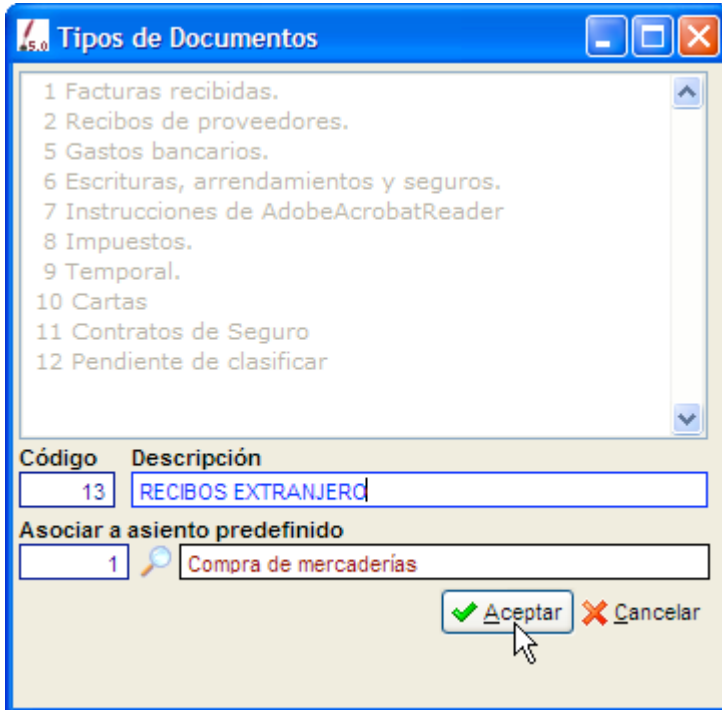 5.0 Tipos de Documentos
1 Facturas recibidas.
2 Recibos de proveedores.
5 Gastos bancarios.
6 Escrituras, arrendamientos y seguros.
7 Instrucciones de AdobeAcrobatReader
8 Impuestos.
9 Temporal.
10 Cartas
11 Contratos de Seguro
12 Pendiente de clasificar
Código Descripción
13 RECIBOS EXTRANJERO
Asociar a asiento predefinido
1 Compra de mercaderías
Aceptar Cancelar